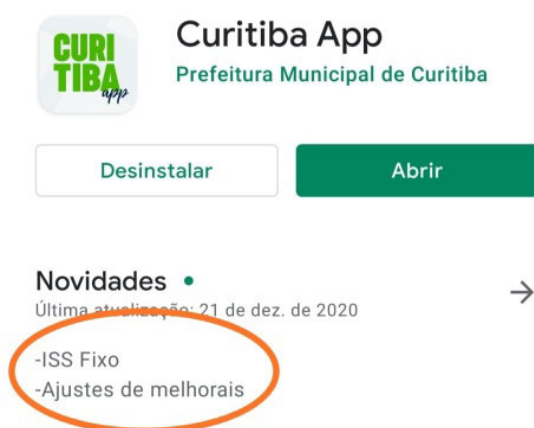 CURI
TIBA
app
Curitiba App
Prefeitura Municipal de Curitiba
Desinstalar
Abrir
Novidades
Última atualização: 21 de dez. de 2020
-ISS Fixo
-Ajustes de melhorais